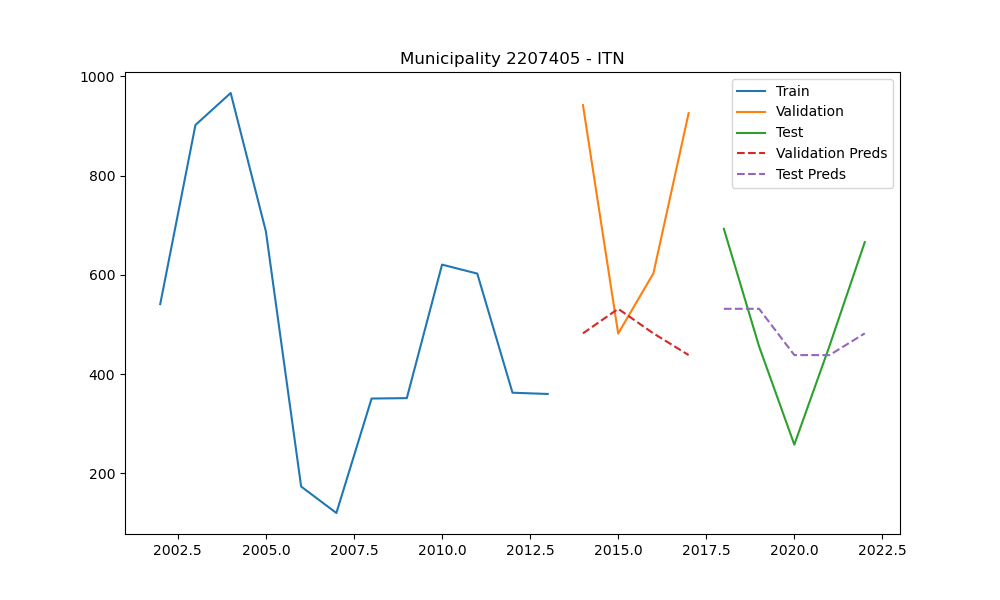 Municipality 2207405 - ITN
1000
800
600
400
200
2002.5 2005.0 2007.5 2010.0 2012.5 2015.0 2017.5 2020.0 2022.5
Train
Validation
Test
Validation Preds
Test Preds